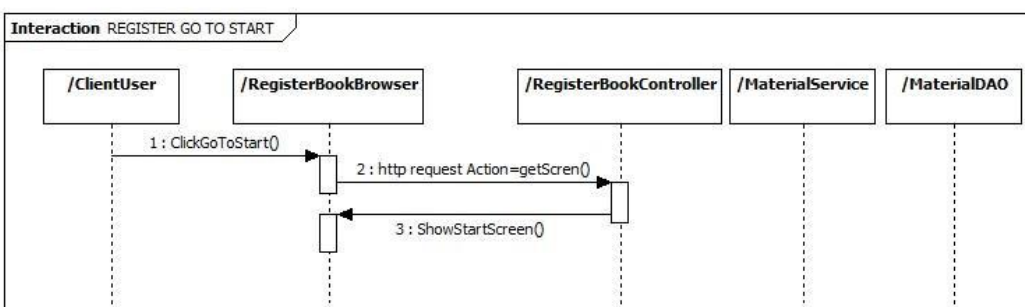 Interaction REGISTER GO TO START
/ClientUser
/RegisterBookBrowser
/RegisterBookController
/MaterialService
/MaterialDAO
1 : ClickGoToStart()
2 : http request Action=getScren()
3 : ShowStartScreen()